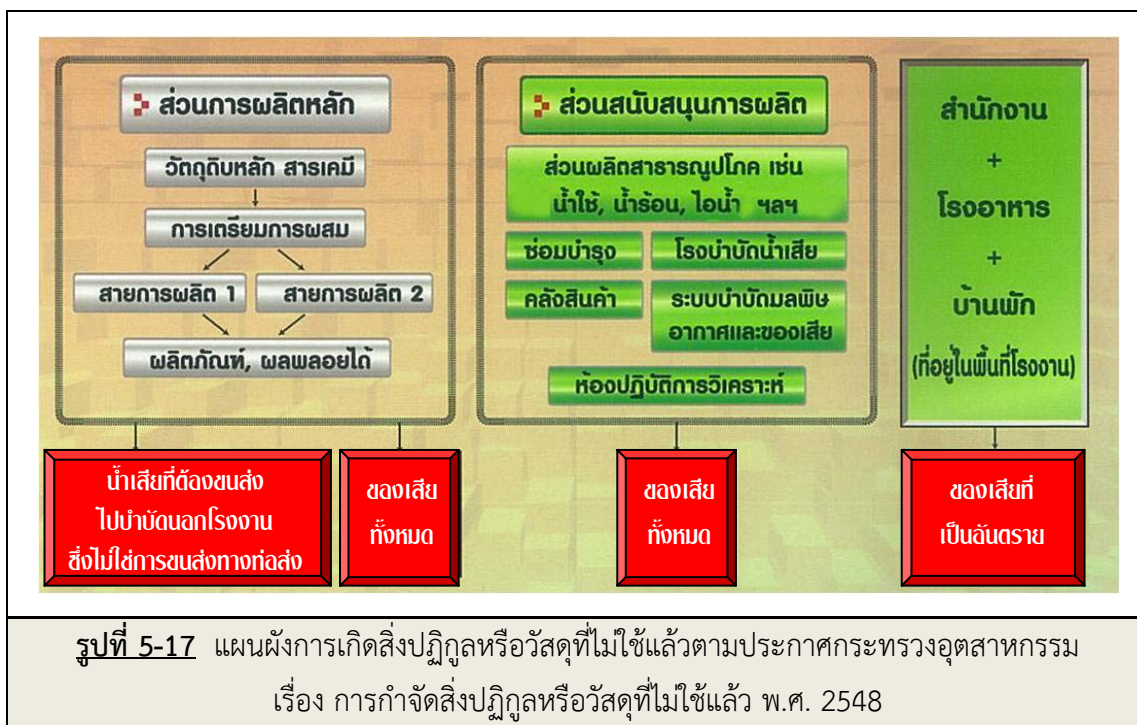 ส่วนการผลิตหลัก
วัตถุดิบหลัก สารเคมี
การเตรียมการผสม
สายการผลิต 1
สายการผลิต 2
ผลิตภัณฑ์, ผลพลอยได้
ส่วนสนับสนุนการผลิต
ส่วนผลิตสาธารณูปโภค เช่น
น้ำใช้, น้ำร้อน, ไอน้ำ ฯลฯ
ซ่อมบำรุง
โรงบำบัดน้ำเสีย
คลังสินค้า
ระบบบำบัดมลพิษ
อากาศและของเสีย
ห้องปฏิบัติการวิเคราะห์
สำนักงาน
+
โรงอาหาร
+
บ้านพัก
(ที่อยู่ในพื้นที่โรงงาน)
น้ำเสียที่ต้องขนส่ง
ไปบำบัดนอกโรงงาน
ซึ่งไม่ใช่การขนส่งทางท่อส่ง
ของเสีย
ทั้งหมด
ของเสีย
ทั้งหมด
ของเสียที่
เป็นอันตราย
รูปที่ 5-17 แผนผังการเกิดสิ่งปฏิกูลหรือวัสดุที่ไม่ใช้แล้วตามประกาศกระทรวงอุตสาหกรรม
เรื่อง การกำจัดสิ่งปฏิกูลหรือวัสดุที่ไม่ใช้แล้ว พ.ศ. 2548